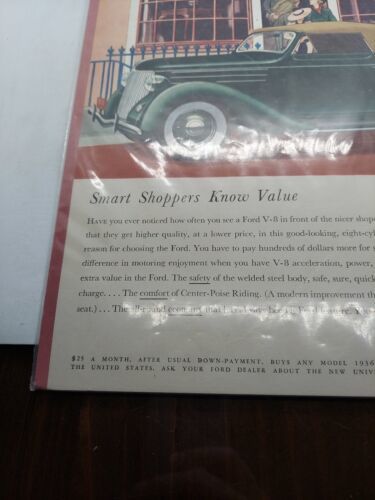 Smart Shoppers Know Value
HAVE you ever noticed how often you see a Ford V-8 in front of the nicer shop
that they get higher quality, at a lower price, in this good-looking, eight-cyl
reason for choosing the Ford. You have to pay hundreds of dollars more for
difference in motoring enjoyment when you have V-8 acceleration, power,
extra value in the Ford. The safety of the welded steel body, safe, sure, quick
charge.... The comfort of Center-Poise Riding. (A modern improvement th
seat.)... The all-round economy that
$25 A MONTH, AFTER USUAL DOWN-PAYMENT, BUYS ANY MODEL 1936
THE UNITED STATES. ASK YOUR FORD DEALER ABOUT THE NEW UNIV